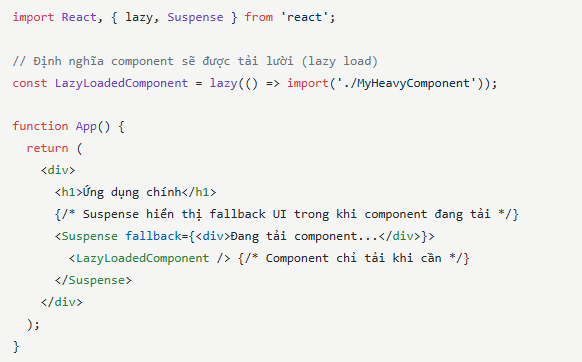 import React, { lazy, Suspense } from 'react';
// Định nghĩa component sẽ được tải lười (lazy load)
const LazyLoadedComponent = lazy(() => import('./MyHeavyComponent'));
function App() {
  return (
    <div>
      <h1>Ứng dụng chính</h1>
      {/* Suspense hiển thị fallback UI trong khi component đang tải */}
      <Suspense fallback={<div>Đang tải component...</div>}>
        <LazyLoadedComponent /> {/* Component chỉ tải khi cần */}
      </Suspense>
    </div>
  );
}